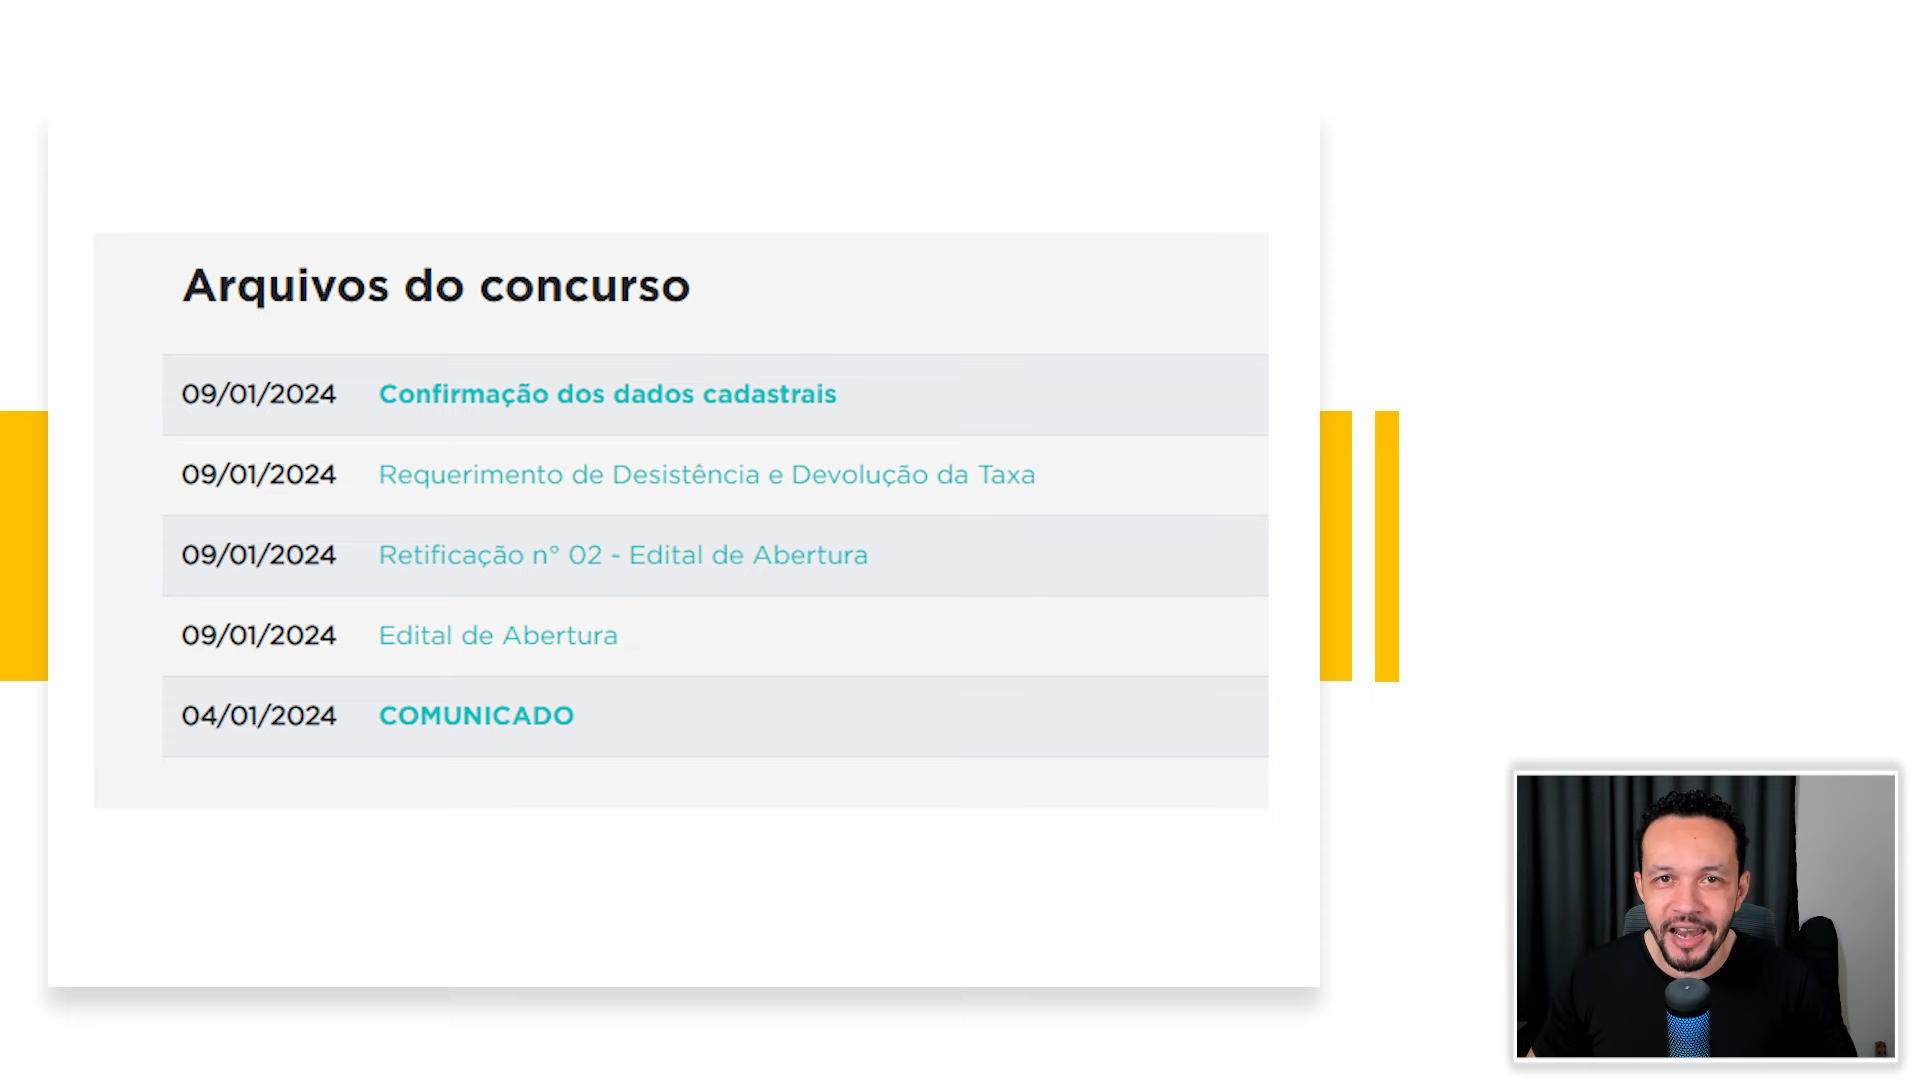 Arquivos do concurso
09/01/2024 Confirmação dos dados cadastrais
09/01/2024 Requerimento de Desistência e Devolução da Taxa
09/01/2024 Retificação n° 02 - Edital de Abertura
09/01/2024 Edital de Abertura
04/01/2024 COMUNICADO